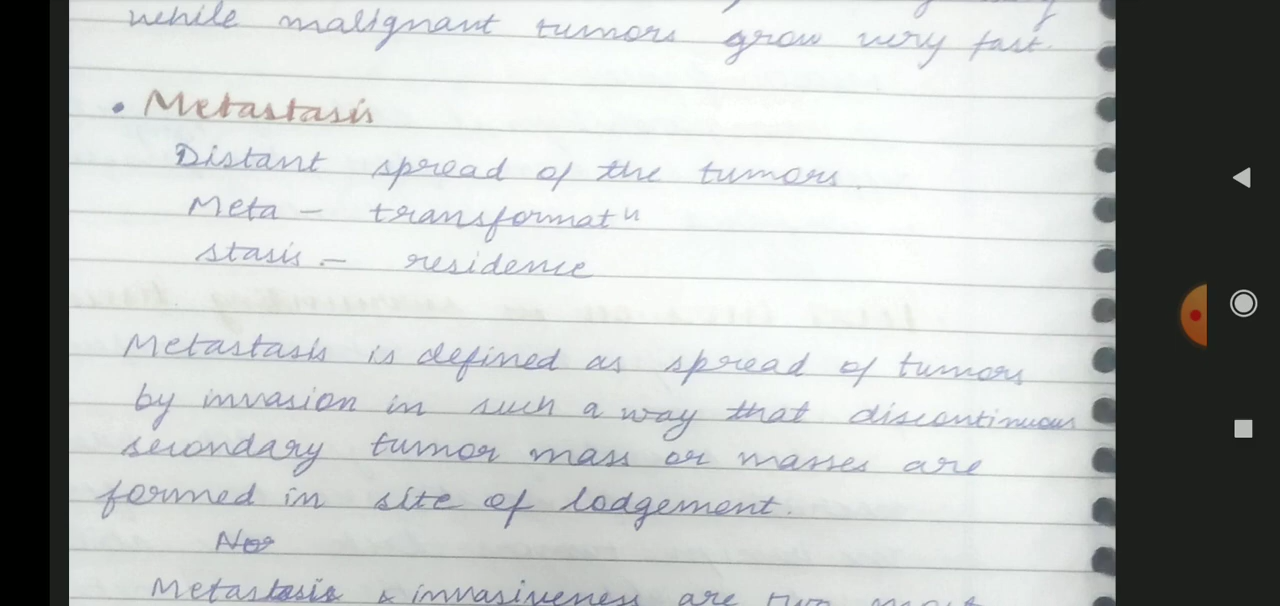 while malignant tumors grow very fast.
• Metastasis
Distant spread of the tumors.
Meta - transformatⁿ
stasis - residence
Metastasis is defined as spread of tumors
by invasion in such a way that discontinuous
secondary tumor mass or masses are
formed in site of lodgement.
Metastasis & invasiveness are two most